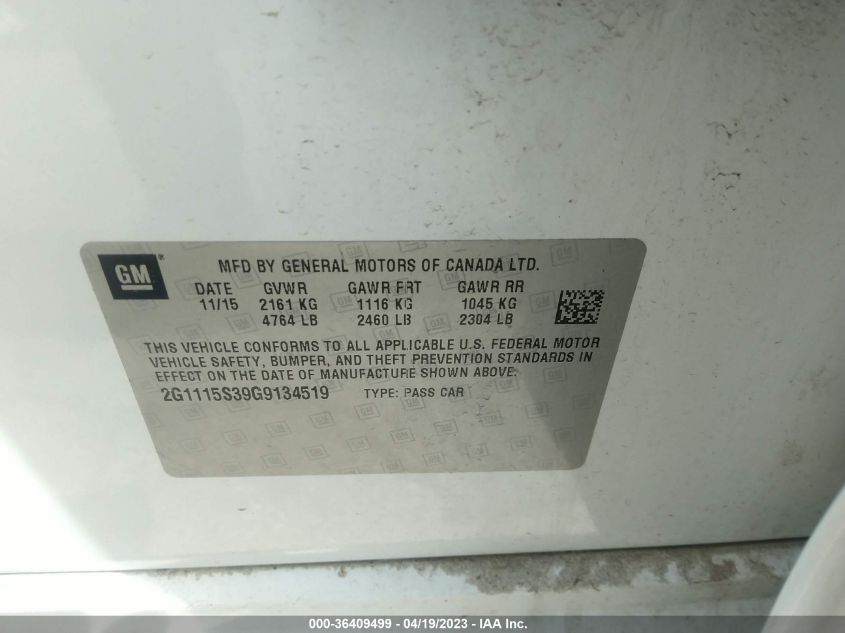 GM ®
MFD BY GENERAL MOTORS OF CANADA LTD.
DATE GVWR GAWR FRT GAWR RR
11/15 2161 KG 1116 KG 1045 KG
4764 LB 2460 LB 2304 LB
THIS VEHICLE CONFORMS TO ALL APPLICABLE U.S. FEDERAL MOTOR
VEHICLE SAFETY, BUMPER, AND THEFT PREVENTION STANDARDS IN
EFFECT ON THE DATE OF MANUFACTURE SHOWN ABOVE.
2G1115S39G9134519 TYPE: PASS CAR
000-36409499 - 04/19/2023 - IAA Inc.